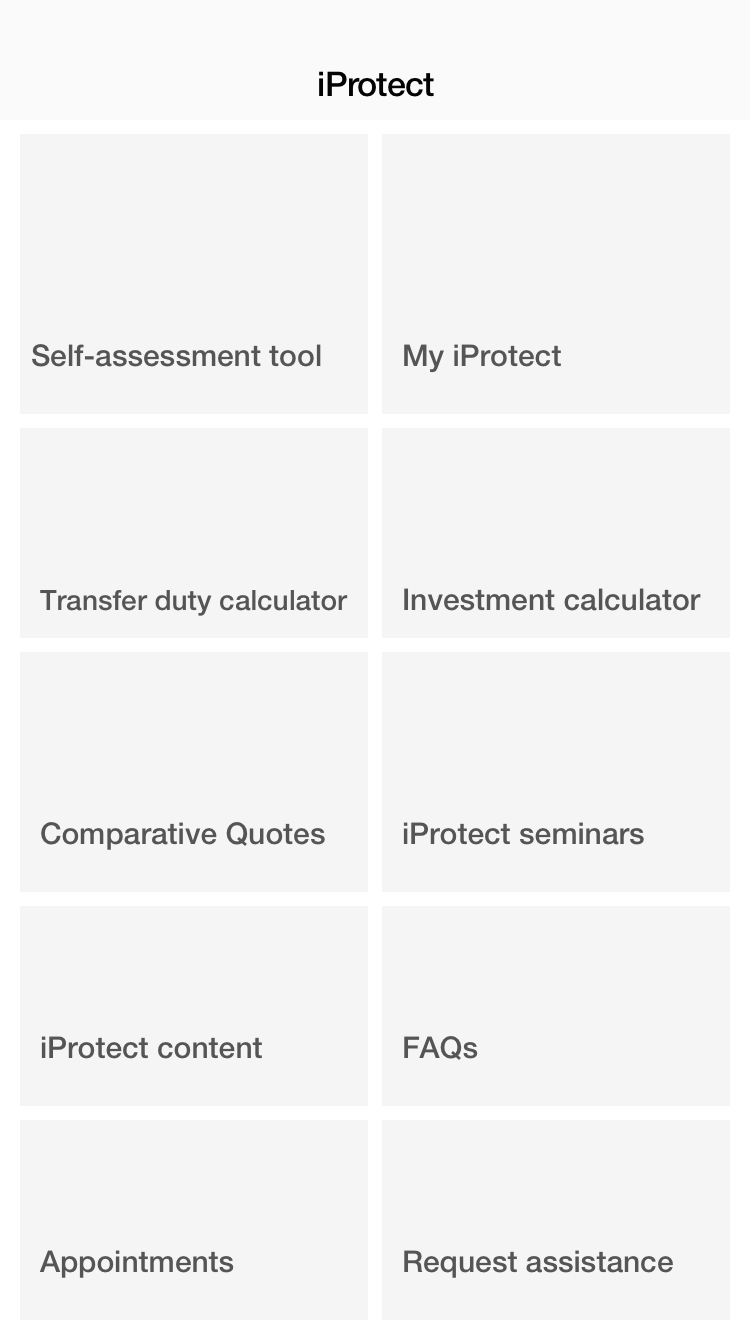 iProtect
Self-assessment tool
My iProtect
Transfer duty calculator
Investment calculator
Comparative Quotes
iProtect seminars
iProtect content
FAQs
Appointments
Request assistance